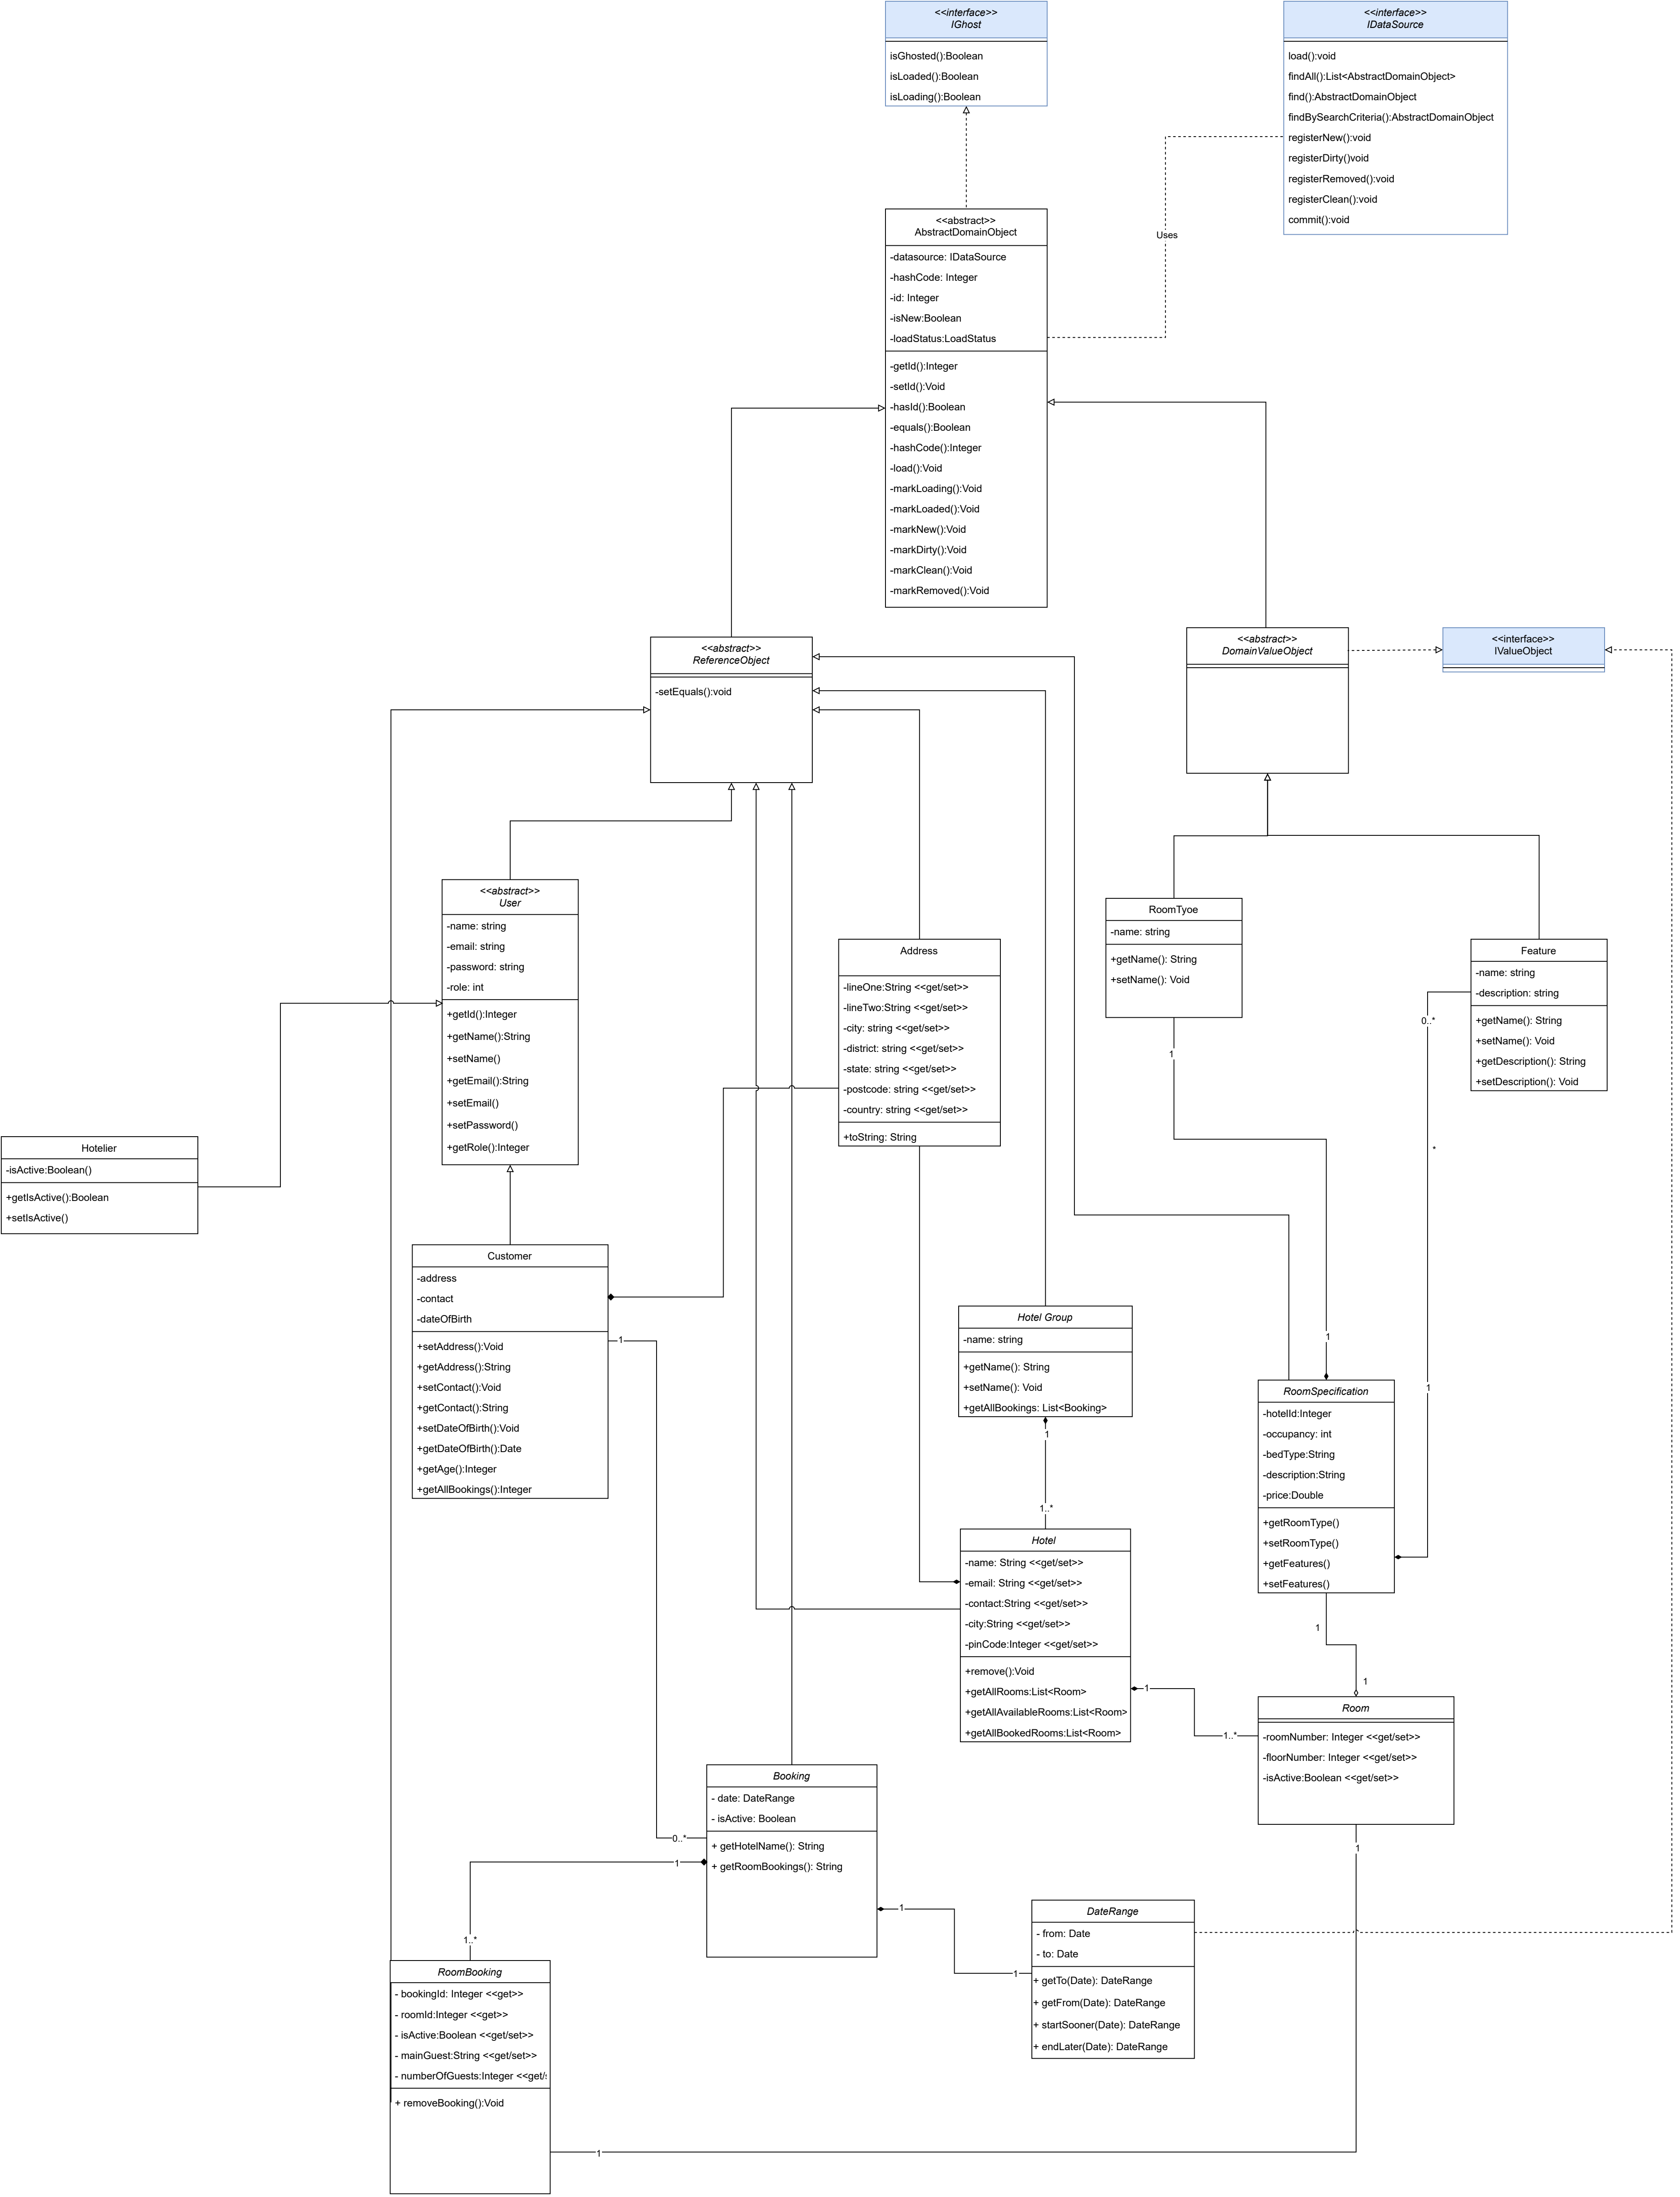 <<interface>>
IGhost
isGhosted():Boolean
isLoaded():Boolean
isLoading():Boolean
<<interface>>
IDataSource
load():void
findAll():List<AbstractDomainObject>
find():AbstractDomainObject
findBySearchCriteria():AbstractDomainObject
registerNew():void
registerDirty()void
registerRemoved():void
registerClean():void
commit():void
Uses
<<abstract>>
AbstractDomainObject
-datasource: IDataSource
-hashCode: Integer
-id: Integer
-isNew:Boolean
-loadStatus:LoadStatus
-getId():Integer
-setId():Void
-hasId():Boolean
-equals():Boolean
-hashCode():Integer
-load():Void
-markLoading():Void
-markLoaded():Void
-markNew():Void
-markDirty():Void
-markClean():Void
-markRemoved():Void
<<abstract>>
ReferenceObject
-setEquals():void
<<abstract>>
DomainValueObject
<<interface>>
IValueObject
<<abstract>>
User
-name: string
-email: string
-password: string
-role: int
+getId():Integer
+getName():String
+setName()
+getEmail():String
+setEmail()
+setPassword()
+getRole():Integer
Address
-lineOne:String <<get/set>>
-lineTwo:String <<get/set>>
-city: string <<get/set>>
-district: string <<get/set>>
-state: string <<get/set>>
-postcode: string <<get/set>>
-country: string <<get/set>>
+toString: String
RoomTyoe
-name: string
+getName(): String
+setName(): Void
1
Feature
-name: string
-description: string
+getName(): String
+setName(): Void
+getDescription(): String
+setDescription(): Void
0..*
*
Hotelier
-isActive:Boolean()
+getIsActive():Boolean
+setIsActive()
Customer
-address
-contact
-dateOfBirth
+setAddress():Void
+getAddress():String
+setContact():Void
+getContact():String
+setDateOfBirth():Void
+getDateOfBirth():Date
+getAge():Integer
+getAllBookings():Integer
1
Hotel Group
-name: string
+getName(): String
+setName(): Void
+getAllBookings: List<Booking>
1
1..*
1
1
RoomSpecification
-hotelId:Integer
-occupancy: int
-bedType:String
-description:String
-price:Double
+getRoomType()
+setRoomType()
+getFeatures()
+setFeatures()
1
1
Hotel
-name: String <<get/set>>
-email: String <<get/set>>
-contact:String <<get/set>>
-city:String <<get/set>>
-pinCode:Integer <<get/set>>
+remove():Void
+getAllRooms:List<Room>
+getAllAvailableRooms:List<Room>
+getAllBookedRooms:List<Room>
1
1..*
Room
-roomNumber: Integer <<get/set>>
-floorNumber: Integer <<get/set>>
-isActive:Boolean <<get/set>>
1
Booking
- date: DateRange
- isActive: Boolean
+ getHotelName(): String
+ getRoomBookings(): String
0..*
1
1..*
1
1
DateRange
- from: Date
- to: Date
+ getTo(Date): DateRange
+ getFrom(Date): DateRange
+ startSooner(Date): DateRange
+ endLater(Date): DateRange
RoomBooking
- bookingId: Integer <<get>>
- roomId:Integer <<get>>
- isActive:Boolean <<get/set>>
- mainGuest:String <<get/set>>
- numberOfGuests:Integer <<get/
+ removeBooking():Void
1